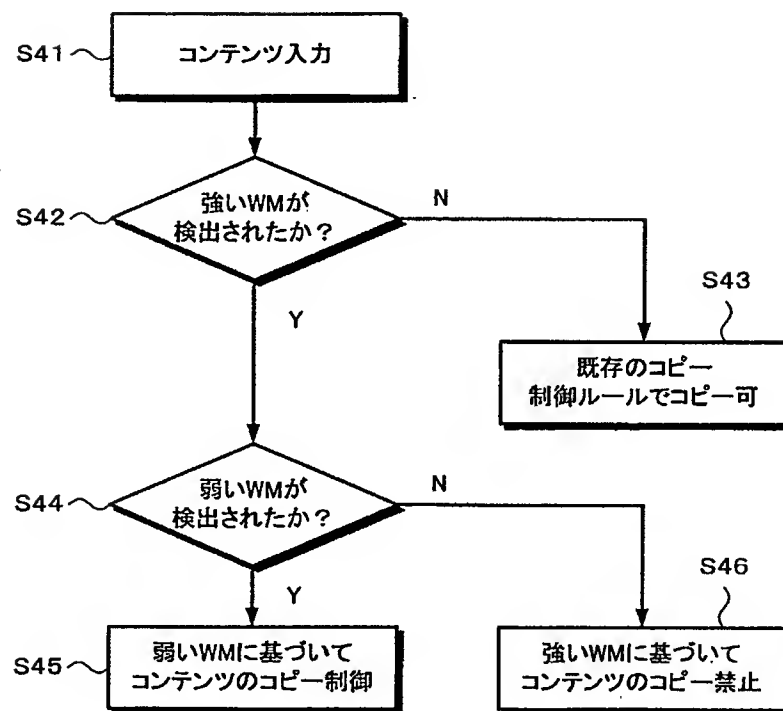 S41
コンテンツ入力
S42
強いWMが
検出されたか？
N
Y
S43
既存のコピー
制御ルールでコピー可
S44
弱いWMが
検出されたか？
N
Y
S45
弱いWMに基づいて
コンテンツのコピー制御
S46
強いWMに基づいて
コンテンツのコピー禁止